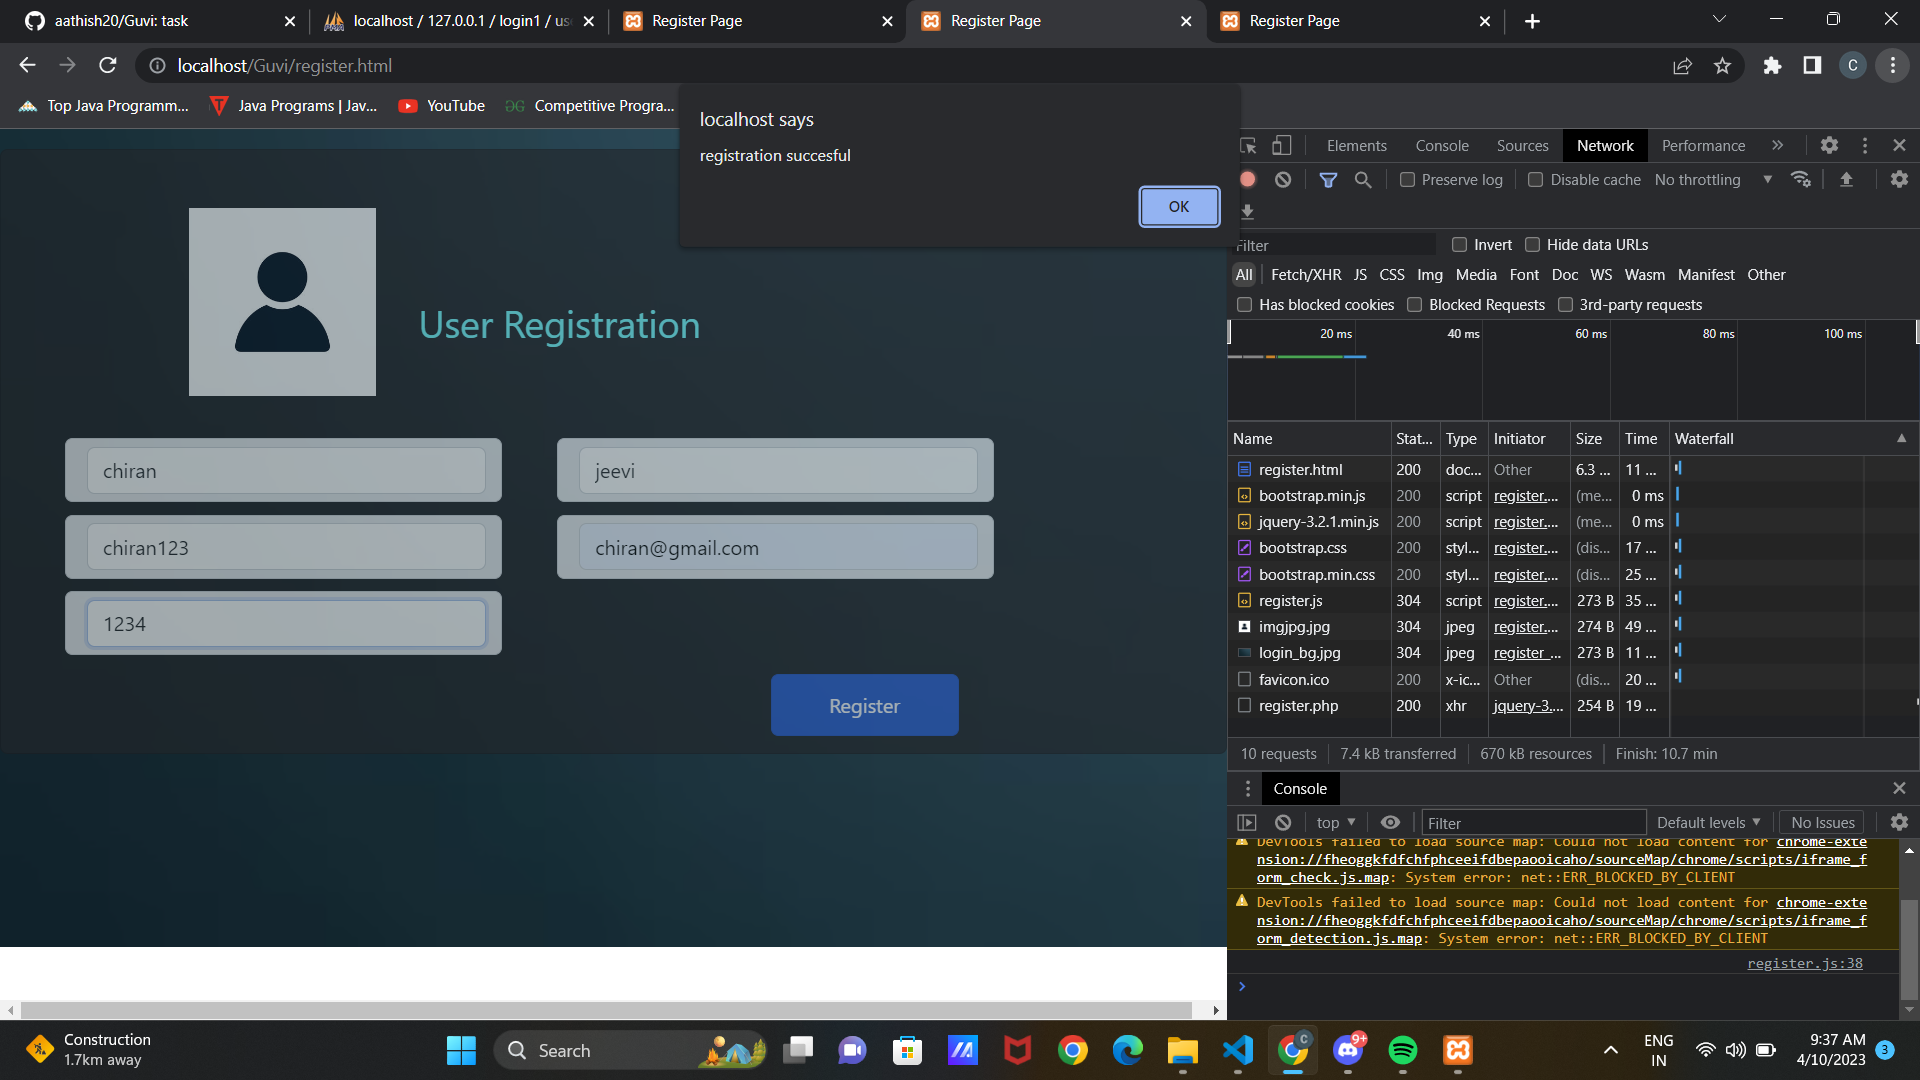 aathish20/Guvi: task
localhost / 127.0.0.1 / login1 / us
Register Page
Register Page
Register Page
localhost/Guvi/register.html
C
Top Java Programm...
Java Programs | Jav...
YouTube
Competitive Progra...
localhost says
registration succesful
OK
User Registration
chiran
jeevi
chiran123
chiran@gmail.com
1234
Register
Elements Console Sources Network Performance
Preserve log Disable cache No throttling
Filter Invert Hide data URLs
All Fetch/XHR JS CSS Img Media Font Doc WS Wasm Manifest Other
Has blocked cookies Blocked Requests 3rd-party requests
20 ms 40 ms 60 ms 80 ms 100 ms
Name Stat... Type Initiator Size Time Waterfall
register.html 200 doc... Other 6.3 ... 11 ...
bootstrap.min.js 200 script register.... (me... 0 ms
jquery-3.2.1.min.js 200 script register.... (me... 0 ms
bootstrap.css 200 styl... register.... (dis... 17 ...
bootstrap.min.css 200 styl... register.... (dis... 25 ...
register.js 304 script register.... 273 B 35 ...
imgjpg.jpg 304 jpeg register.... 274 B 49 ...
login_bg.jpg 304 jpeg register_... 273 B 11 ...
favicon.ico 200 x-ic... Other (dis... 20 ...
register.php 200 xhr jquery-3.... 254 B 19 ...
10 requests 7.4 kB transferred 670 kB resources Finish: 10.7 min
Console
top Filter Default levels No Issues
DevTools failed to load source map: Could not load content for chrome-exte
nsion://fheoggkfdfchfphceeifdbepaooicaho/sourceMap/chrome/scripts/iframe_f
orm_check.js.map: System error: net::ERR_BLOCKED_BY_CLIENT
DevTools failed to load source map: Could not load content for chrome-exte
nsion://fheoggkfdfchfphceeifdbepaooicaho/sourceMap/chrome/scripts/iframe_f
orm_detection.js.map: System error: net::ERR_BLOCKED_BY_CLIENT
register.js:38
Construction
1.7km away
Search
C
9+
ENG
IN
9:37 AM
4/10/2023
3